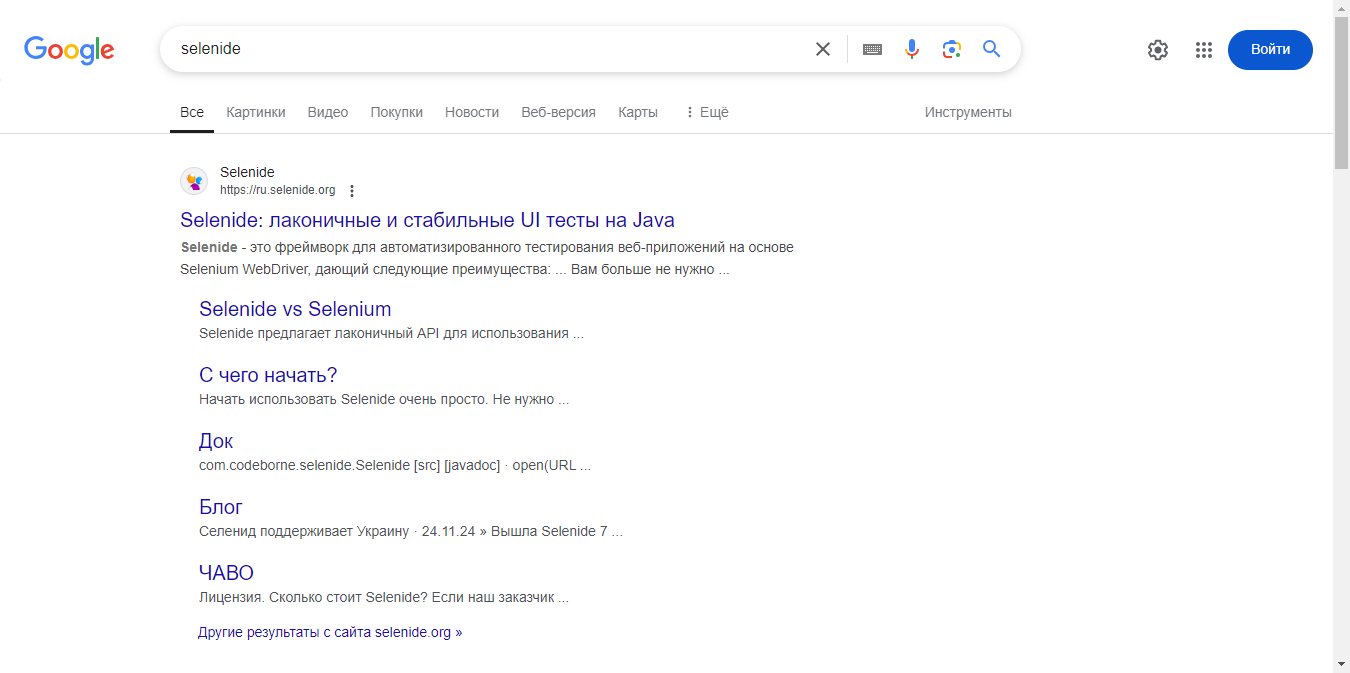 Google
selenide
Войти
Все Картинки Видео Покупки Новости Веб-версия Карты Ещё Инструменты
Selenide
https://ru.selenide.org
Selenide: лаконичные и стабильные UI тесты на Java
Selenide - это фреймворк для автоматизированного тестирования веб-приложений на основе
Selenium WebDriver, дающий следующие преимущества: ... Вам больше не нужно ...
Selenide vs Selenium
Selenide предлагает лаконичный API для использования ...
С чего начать?
Начать использовать Selenide очень просто. Не нужно ...
Док
com.codeborne.selenide.Selenide [src] [javadoc] · open(URL ...
Блог
Селенид поддерживает Украину · 24.11.24 » Вышла Selenide 7 ...
ЧАВО
Лицензия. Сколько стоит Selenide? Если наш заказчик ...
Другие результаты с сайта selenide.org »